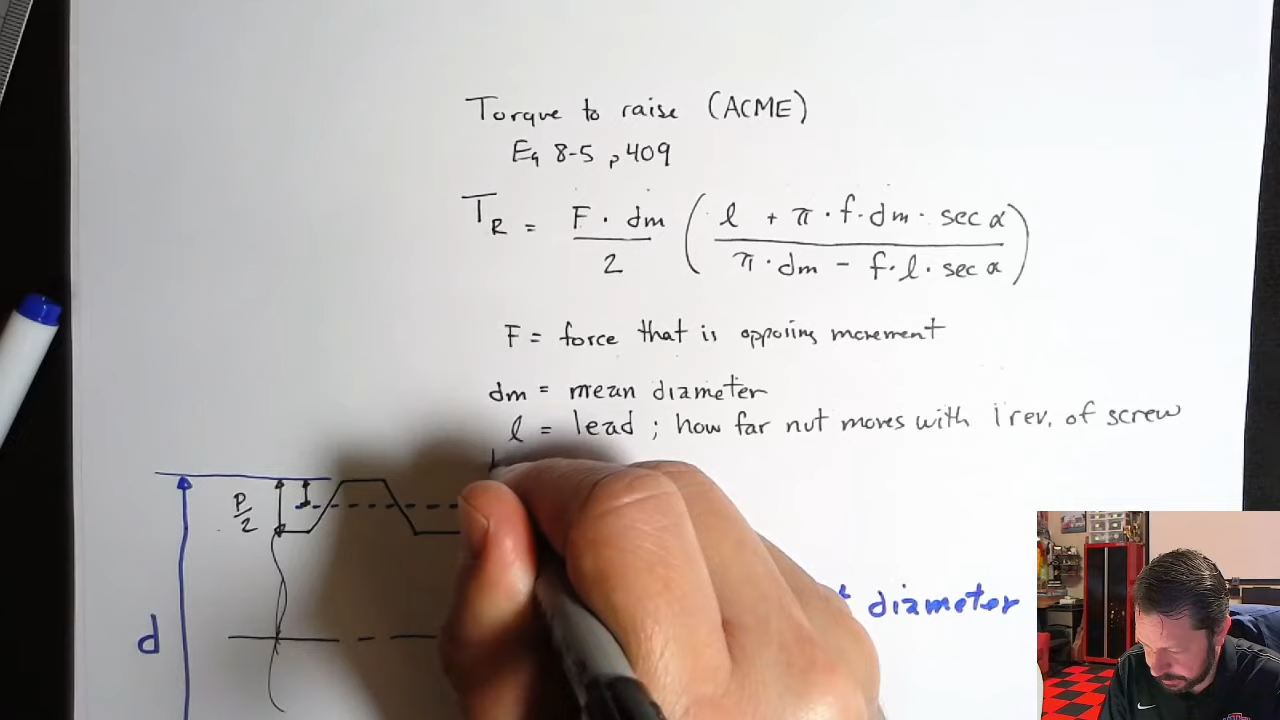 Torque to raise (ACME)
Eq 8-5 , p409
T_R = F · dm / 2 ( l + π · f · dm · sec α / π · dm - f · l · sec α )
F = force that is opposing movement
dm = mean diameter
l = lead ; how far nut moves with 1 rev. of screw
P/2
diameter
d